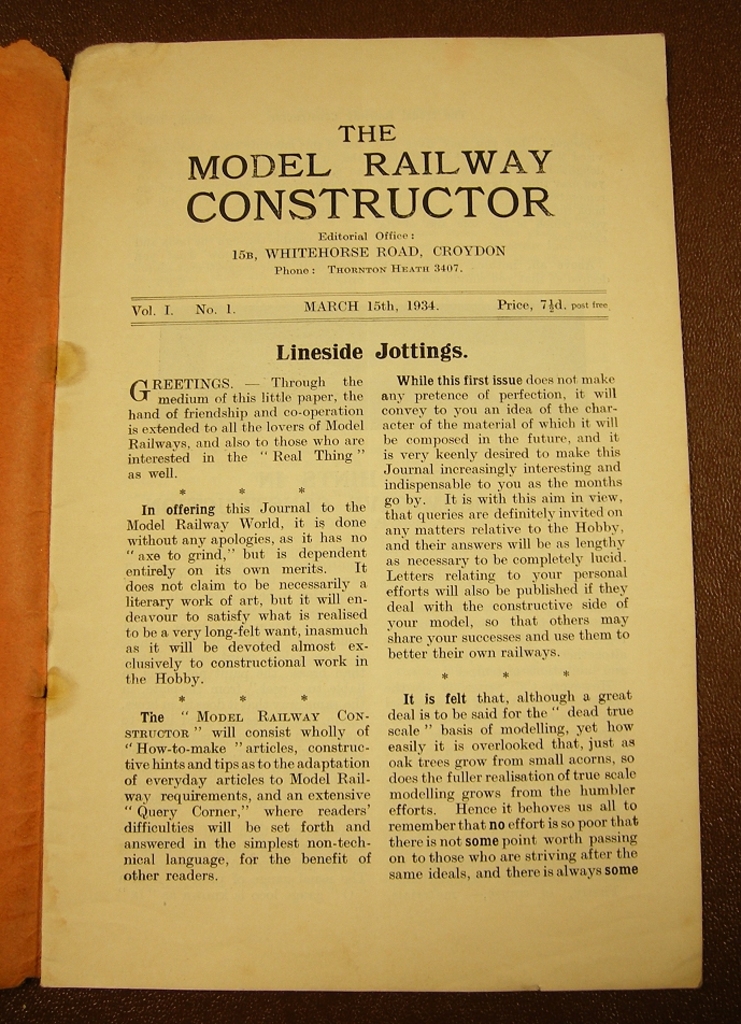 THE
MODEL RAILWAY
CONSTRUCTOR
Editorial Office:
15B, WHITEHORSE ROAD, CROYDON
Phone: THORNTON HEATH 3407.
Vol. I. No. 1. MARCH 15th, 1934. Price, 7½d. post free
Lineside Jottings.
GREETINGS. — Through the
medium of this little paper, the
hand of friendship and co-operation
is extended to all the lovers of Model
Railways, and also to those who are
interested in the "Real Thing"
as well.
* * *
In offering this Journal to the
Model Railway World, it is done
without any apologies, as it has no
"axe to grind," but is dependent
entirely on its own merits. It
does not claim to be necessarily a
literary work of art, but it will en-
deavour to satisfy what is realised
to be a very long-felt want, inasmuch
as it will be devoted almost ex-
clusively to constructional work in
the Hobby.
* * *
The "MODEL RAILWAY CON-
STRUCTOR" will consist wholly of
"How-to-make" articles, construc-
tive hints and tips as to the adaptation
of everyday articles to Model Rail-
way requirements, and an extensive
"Query Corner," where readers'
difficulties will be set forth and
answered in the simplest non-tech-
nical language, for the benefit of
other readers.
While this first issue does not make
any pretence of perfection, it will
convey to you an idea of the char-
acter of the material of which it will
be composed in the future, and it
is very keenly desired to make this
Journal increasingly interesting and
indispensable to you as the months
go by. It is with this aim in view,
that queries are definitely invited on
any matters relative to the Hobby,
and their answers will be as lengthy
as necessary to be completely lucid.
Letters relating to your personal
efforts will also be published if they
deal with the constructive side of
your model, so that others may
share your successes and use them to
better their own railways.
* * *
It is felt that, although a great
deal is to be said for the "dead true
scale" basis of modelling, yet how
easily it is overlooked that, just as
oak trees grow from small acorns, so
does the fuller realisation of true scale
modelling grows from the humbler
efforts. Hence it behoves us all to
remember that no effort is so poor that
there is not some point worth passing
on to those who are striving after the
same ideals, and there is always some